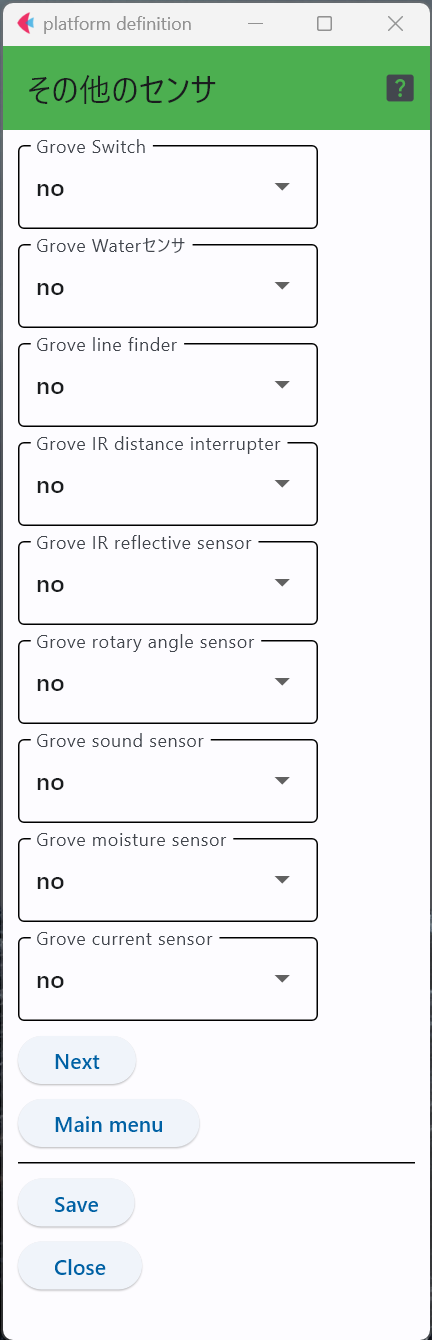 platform definition
その他のセンサ
?
Grove Switch
no
Grove Waterセンサ
no
Grove line finder
no
Grove IR distance interrupter
no
Grove IR reflective sensor
no
Grove rotary angle sensor
no
Grove sound sensor
no
Grove moisture sensor
no
Grove current sensor
no
Next
Main menu
Save
Close